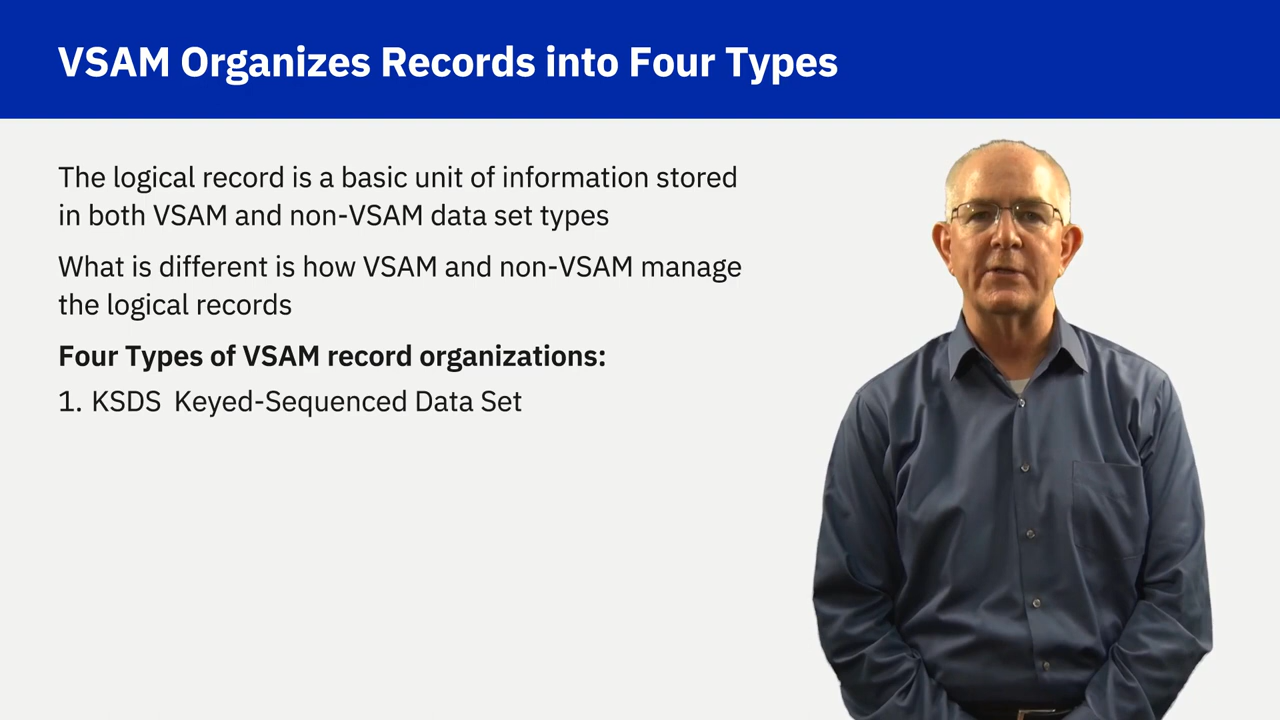 VSAM Organizes Records into Four Types
The logical record is a basic unit of information stored
in both VSAM and non-VSAM data set types
What is different is how VSAM and non-VSAM manage
the logical records
Four Types of VSAM record organizations:
1. KSDS Keyed-Sequenced Data Set